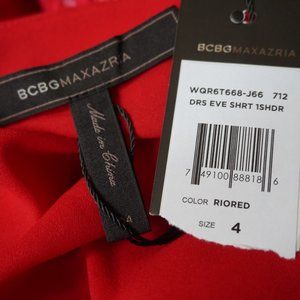 BCBGMAXAZRIA
Made in China
4
BCBGMAXAZRIA
WQR6T668-J66 712
DRS EVE SHRT 1SHDR
7 49100 88818 6
COLOR RIORED
SIZE 4